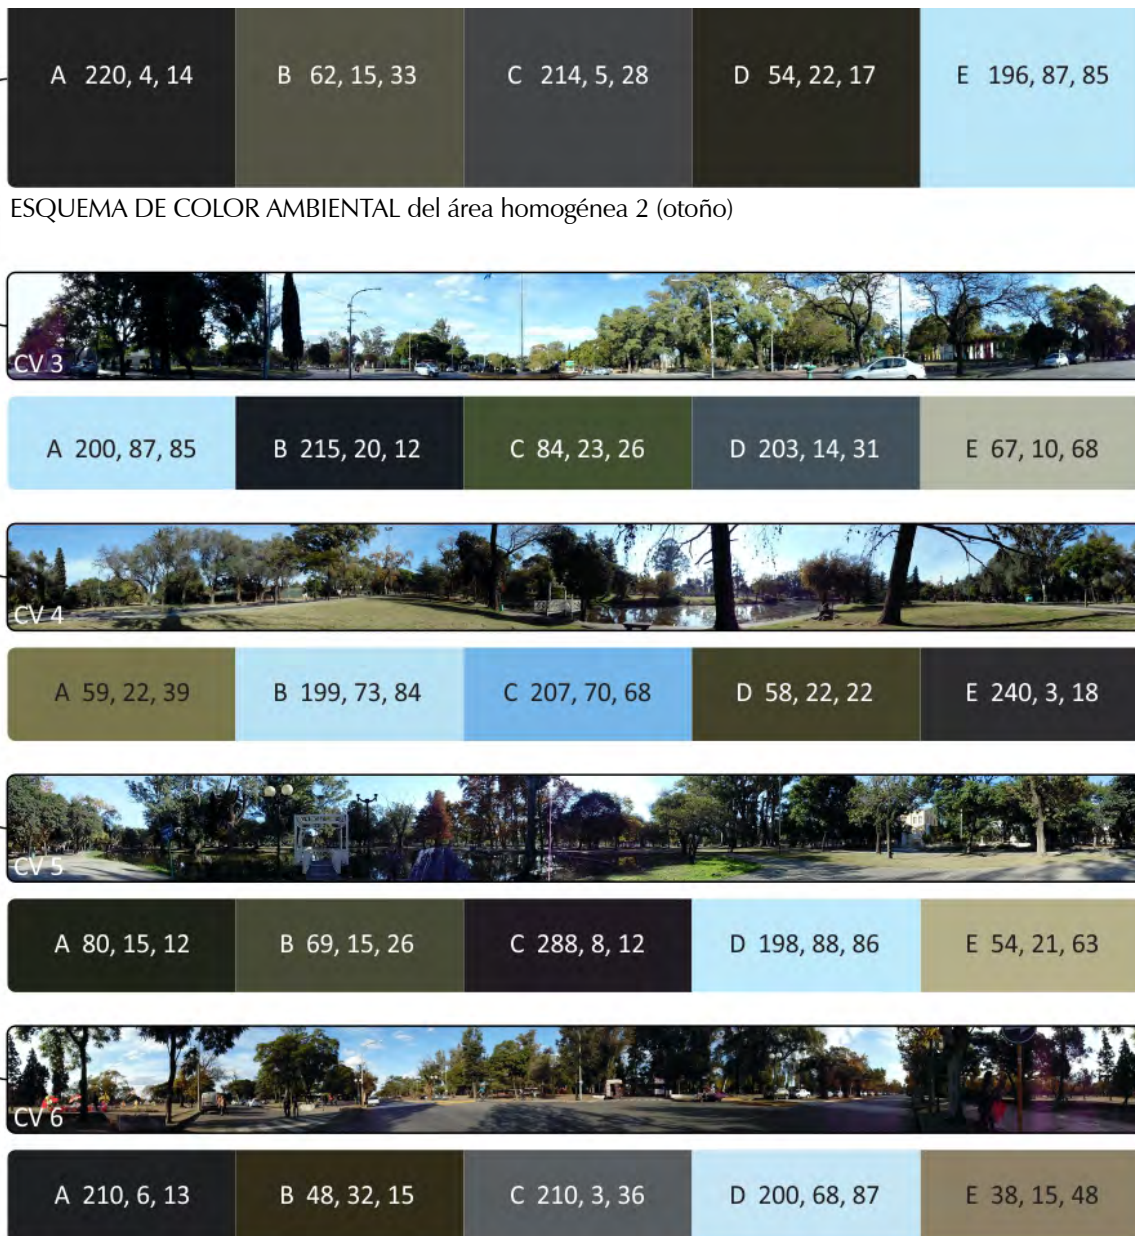 A 220, 4, 14 B 62, 15, 33 C 214, 5, 28 D 54, 22, 17 E 196, 87, 85
ESQUEMA DE COLOR AMBIENTAL del área homogénea 2 (otoño)
CV 3
A 200, 87, 85 B 215, 20, 12 C 84, 23, 26 D 203, 14, 31 E 67, 10, 68
CV 4
A 59, 22, 39 B 199, 73, 84 C 207, 70, 68 D 58, 22, 22 E 240, 3, 18
CV 5
A 80, 15, 12 B 69, 15, 26 C 288, 8, 12 D 198, 88, 86 E 54, 21, 63
CV 6
A 210, 6, 13 B 48, 32, 15 C 210, 3, 36 D 200, 68, 87 E 38, 15, 48